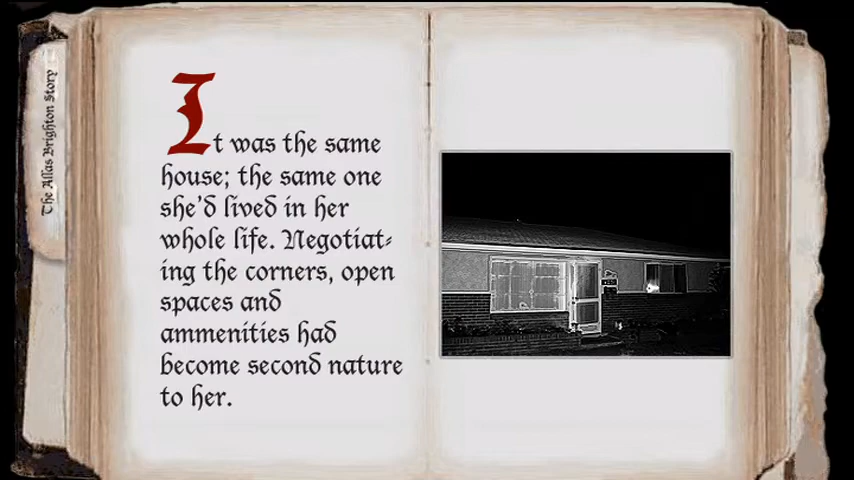 The Allas Brighton Story
It was the same
house; the same one
she'd lived in her
whole life. Negotiat-
ing the corners, open
spaces and
ammenities had
become second nature
to her.